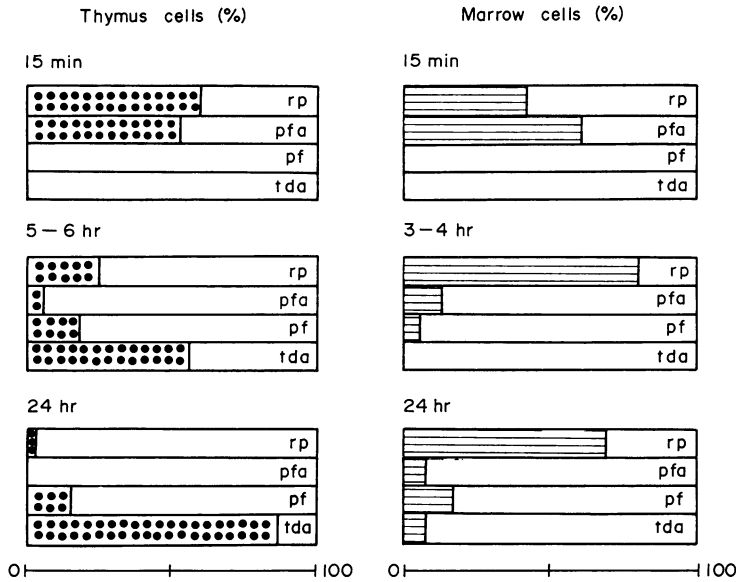 Thymus cells (%)
15 min
rp
pfa
pf
tda
5 – 6 hr
rp
pfa
pf
tda
24 hr
rp
pfa
pf
tda
0 100
Marrow cells (%)
15 min
rp
pfa
pf
tda
3 – 4 hr
rp
pfa
pf
tda
24 hr
rp
pfa
pf
tda
0 100